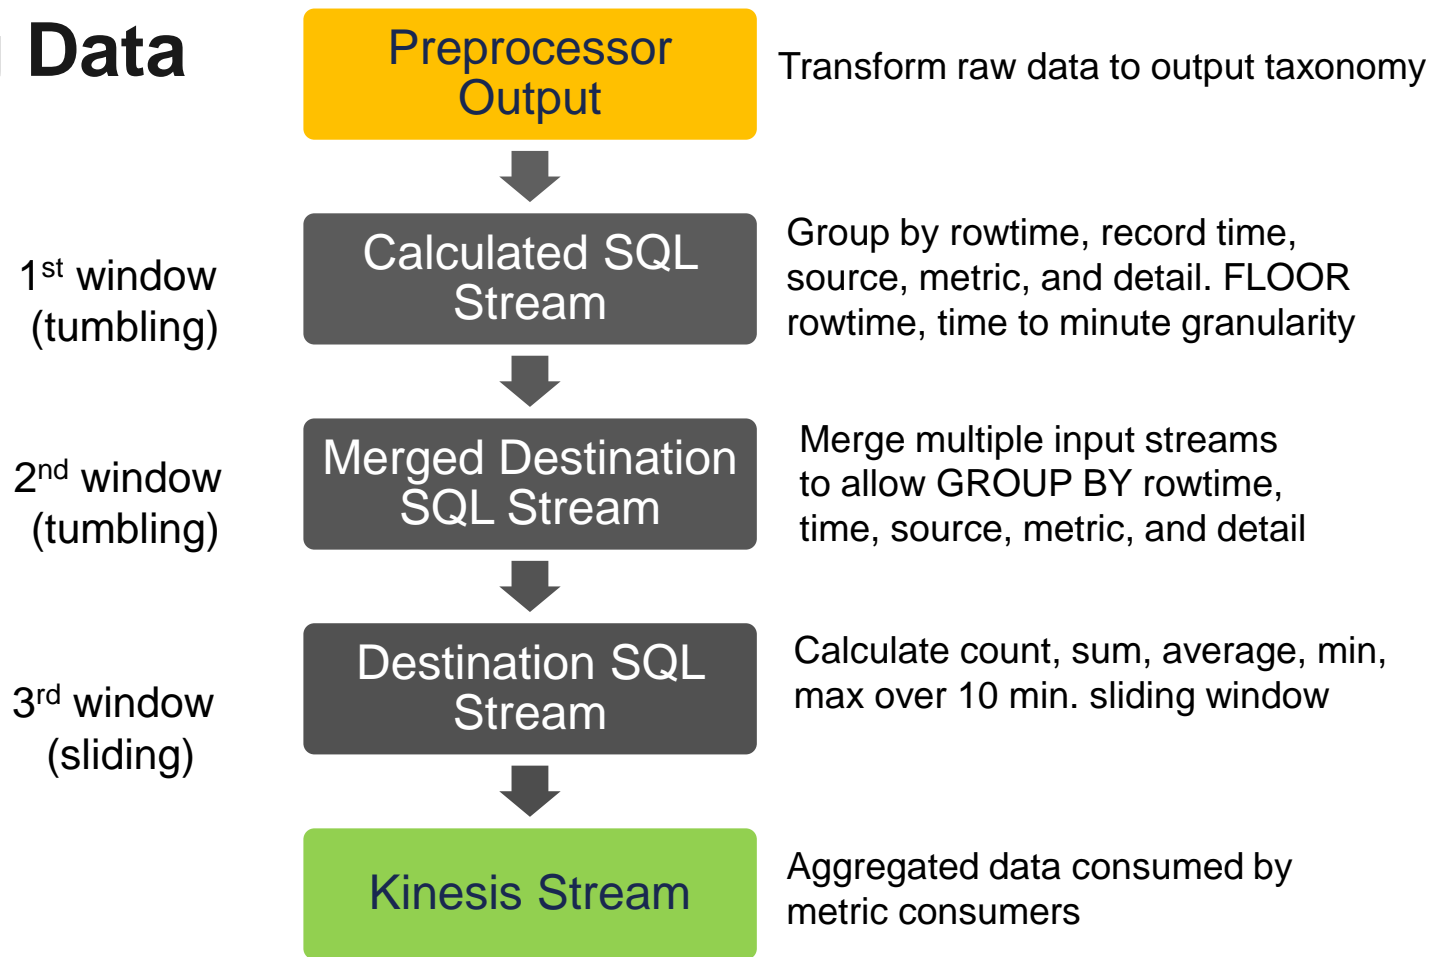 Data
Preprocessor
Output
Transform raw data to output taxonomy
1st window
(tumbling)
Calculated SQL
Stream
Group by rowtime, record time,
source, metric, and detail. FLOOR
rowtime, time to minute granularity
2nd window
(tumbling)
Merged Destination
SQL Stream
Merge multiple input streams
to allow GROUP BY rowtime,
time, source, metric, and detail
3rd window
(sliding)
Destination SQL
Stream
Calculate count, sum, average, min,
max over 10 min. sliding window
Kinesis Stream
Aggregated data consumed by
metric consumers